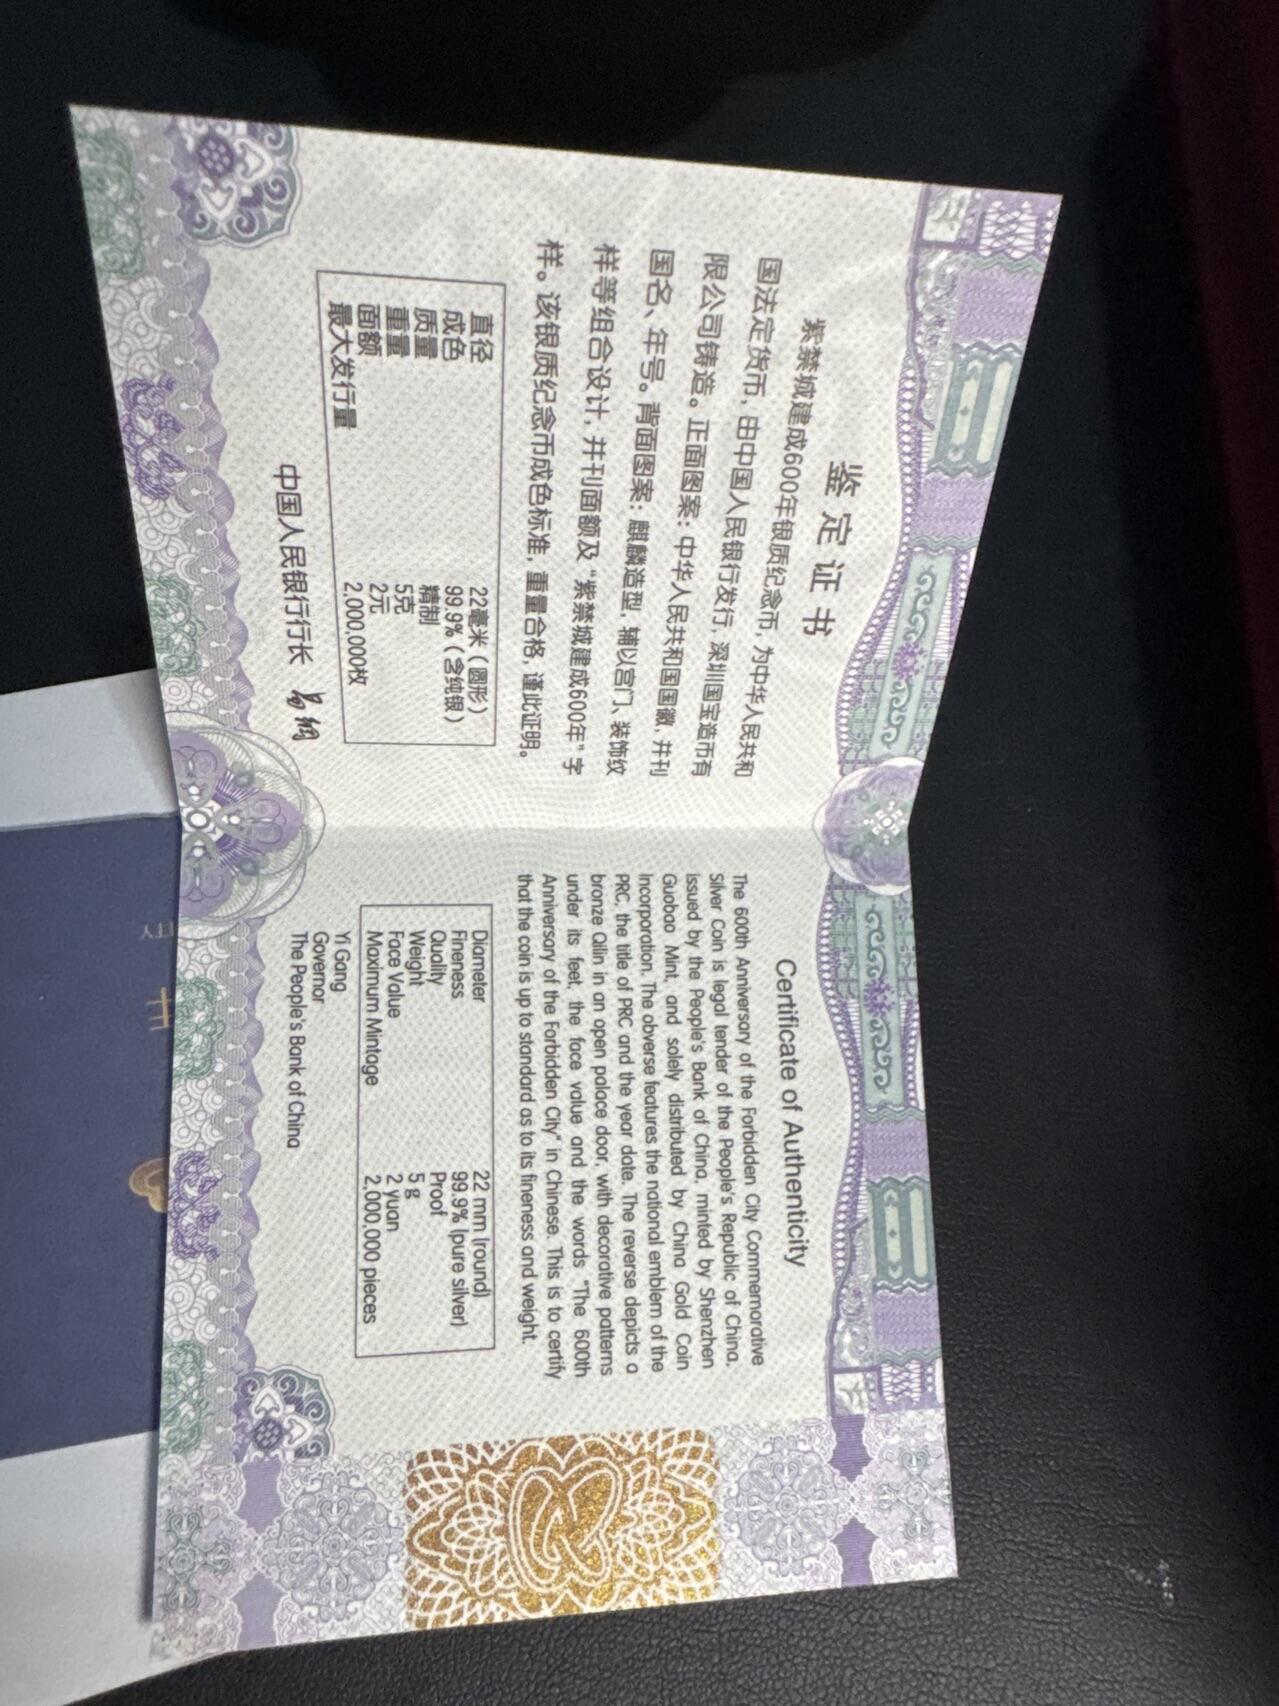 鉴定证书
紫禁城建成600年银质纪念币，为中华人民共和
国法定货币，由中国人民银行发行，深圳国宝造币有
限公司铸造。正面图案：中华人民共和国国徽，并刊
国名、年号。背面图案：麒麟造型，辅以宫门、装饰纹
样等组合设计，并刊面额及“紫禁城建成600年”字
样。该银质纪念币成色标准，重量合格，谨此证明。
直径 22毫米（圆形）
成色 99.9%（含纯银）
质量 精制
重量 5克
面额 2元
最大发行量 2,000,000枚
中国人民银行行长 易纲
Certificate of Authenticity
The 600th Anniversary of the Forbidden City Commemorative
Silver Coin is legal tender of the People's Republic of China,
issued by the People's Bank of China, minted by Shenzhen
Guobao Mint, and solely distributed by China Gold Coin
Incorporation. The obverse features the national emblem of the
PRC, the title of PRC and the year date. The reverse depicts a
bronze Qilin in an open palace door, with decorative patterns
under its feet, the face value and the words "The 600th
Anniversary of the Forbidden City" in Chinese. This is to certify
that the coin is up to standard as to its fineness and weight.
Diameter 22 mm (round)
Fineness 99.9% (pure silver)
Quality Proof
Weight 5 g
Face Value 2 yuan
Maximum Mintage 2,000,000 pieces
Yi Gang
Governor
The People's Bank of China